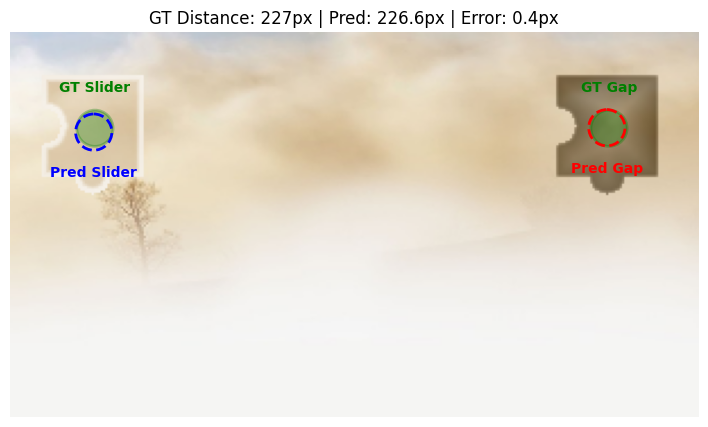 GT Distance: 227px | Pred: 226.6px | Error: 0.4px
GT Slider
GT Gap
Pred Slider
Pred Gap